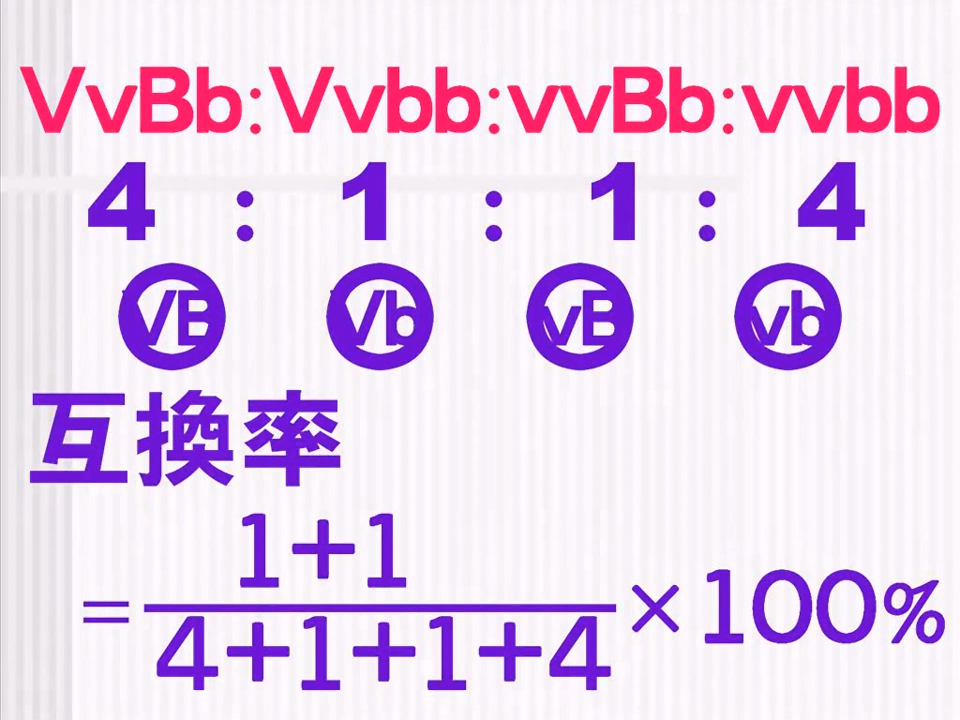 VvBb:Vvbb:vvBb:vvbb
4 : 1 : 1 : 4
VB Vb vB vb
互換率
1+1
= ×100%
4+1+1+4